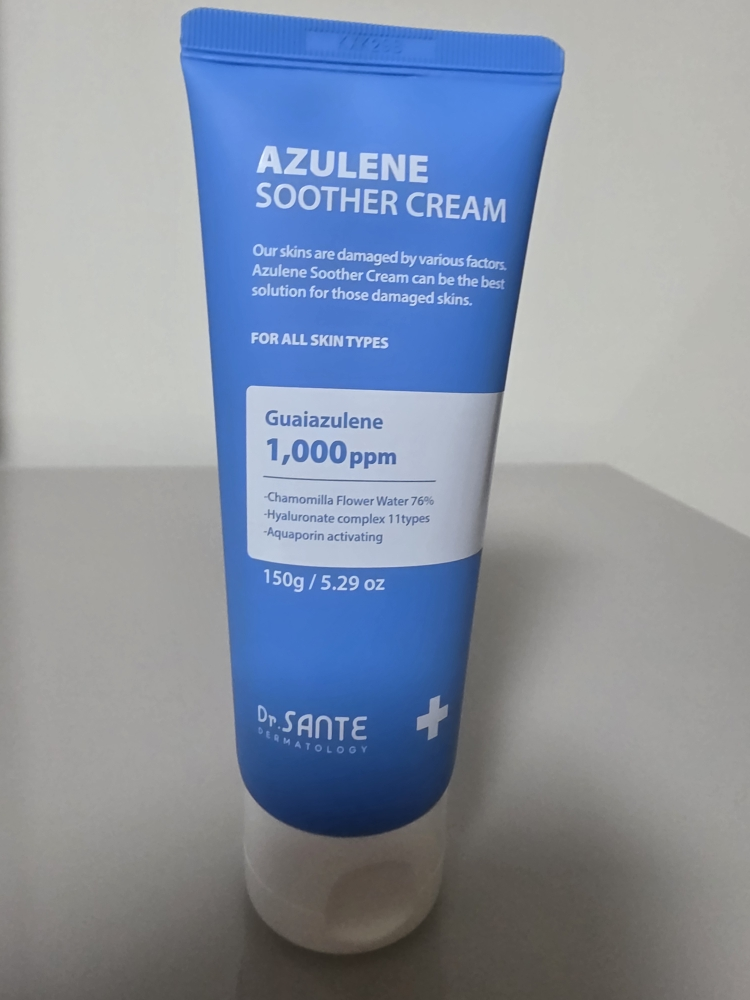 AZULENE
SOOTHER CREAM
Our skins are damaged by various factors.
Azulene Soother Cream can be the best
solution for those damaged skins.
FOR ALL SKIN TYPES
Guaiazulene
1,000ppm
-Chamomilla Flower Water 76%
-Hyaluronate complex 11types
-Aquaporin activating
150g / 5.29 oz
Dr.SANTE
DERMATOLOGY